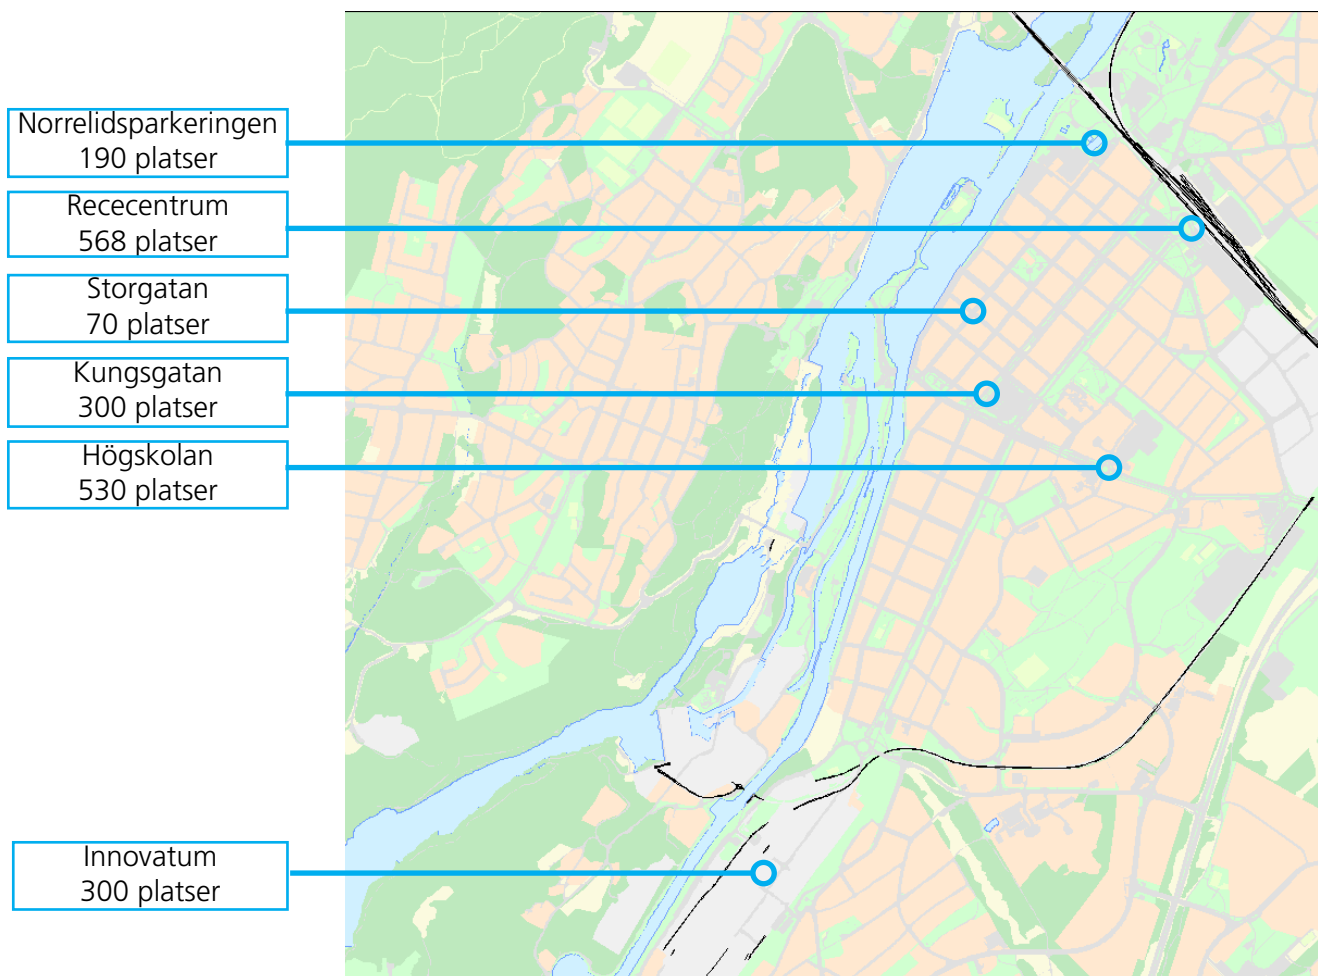 Norrelidsparkeringen
190 platser
Rececentrum
568 platser
Storgatan
70 platser
Kungsgatan
300 platser
Högskolan
530 platser
Innovatum
300 platser